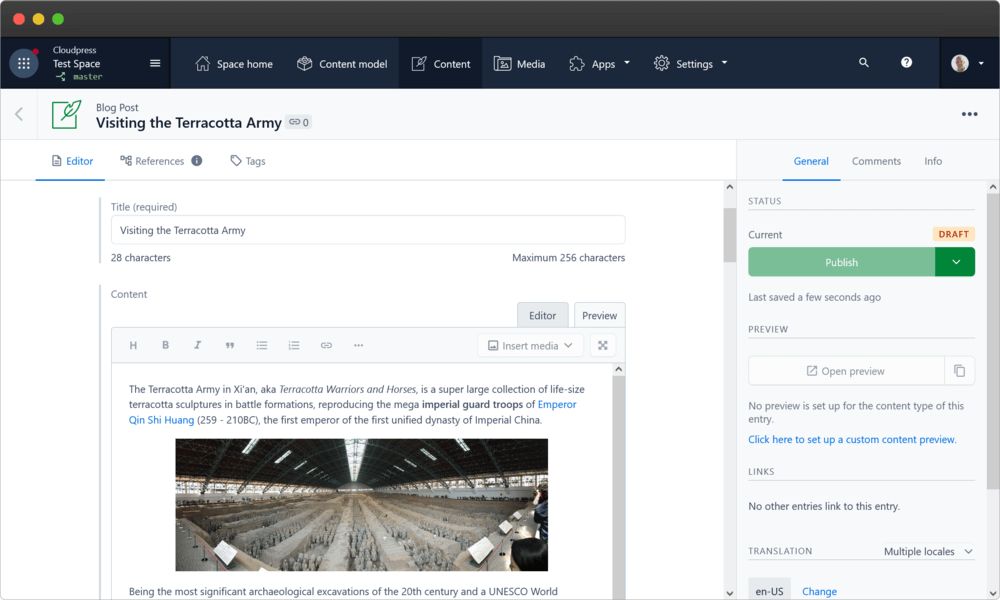 Cloudpress
Test Space
master
Space home
Content model
Content
Media
Apps
Settings
Blog Post
Visiting the Terracotta Army
0
Editor
References
Tags
General
Comments
Info
Title (required)
Visiting the Terracotta Army
28 characters
Maximum 256 characters
Content
Editor
Preview
H
B
I
Insert media
The Terracotta Army in Xi'an, aka Terracotta Warriors and Horses, is a super large collection of life-size
terracotta sculptures in battle formations, reproducing the mega imperial guard troops of Emperor
Qin Shi Huang (259 - 210BC), the first emperor of the first unified dynasty of Imperial China.
Being the most significant archaeological excavations of the 20th century and a UNESCO World
STATUS
Current
DRAFT
Publish
Last saved a few seconds ago
PREVIEW
Open preview
No preview is set up for the content type of this
entry.
Click here to set up a custom content preview.
LINKS
No other entries link to this entry.
TRANSLATION
Multiple locales
en-US
Change